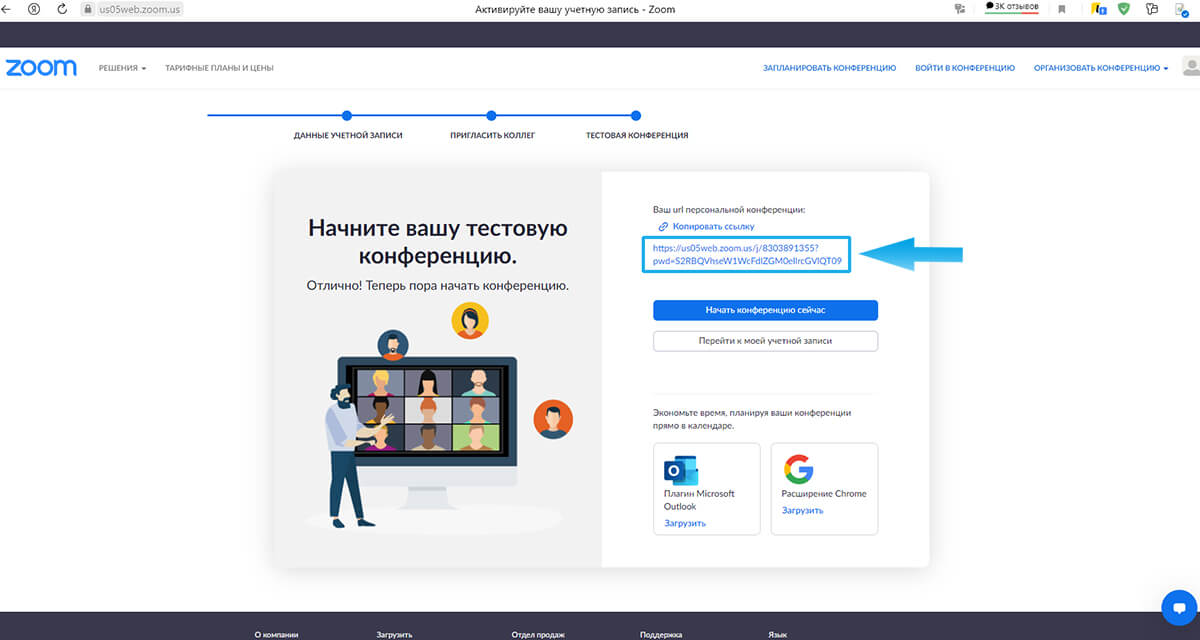 us05web.zoom.us
Активируйте вашу учетную запись - Zoom
3К отзывов
zoom
РЕШЕНИЯ
ТАРИФНЫЕ ПЛАНЫ И ЦЕНЫ
ЗАПЛАНИРОВАТЬ КОНФЕРЕНЦИЮ
ВОЙТИ В КОНФЕРЕНЦИЮ
ОРГАНИЗОВАТЬ КОНФЕРЕНЦИЮ
ДАННЫЕ УЧЕТНОЙ ЗАПИСИ
ПРИГЛАСИТЬ КОЛЛЕГ
ТЕСТОВАЯ КОНФЕРЕНЦИЯ
Начните вашу тестовую
конференцию.
Отлично! Теперь пора начать конференцию.
Ваш url персональной конференции:
Копировать ссылку
https://us05web.zoom.us/j/8303891355?
Начать конференцию сейчас
Перейти к моей учетной записи
Экономьте время, планируя ваши конференции
прямо в календаре.
Плагин Microsoft
Outlook
Загрузить
Расширение Chrome
Загрузить
О компании
Загрузить
Отдел продаж
Поддержка
Язык